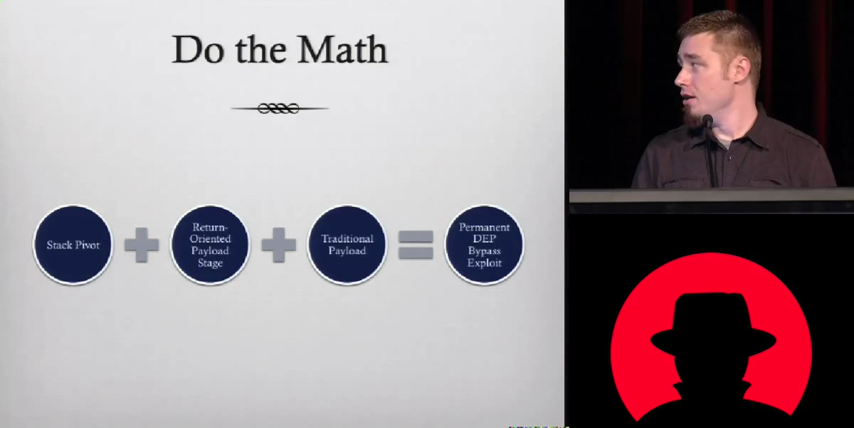 Do the Math
Stack Pivot
Return-
Oriented
Payload
Stage
Traditional
Payload
Permanent
DEP
Bypass
Exploit